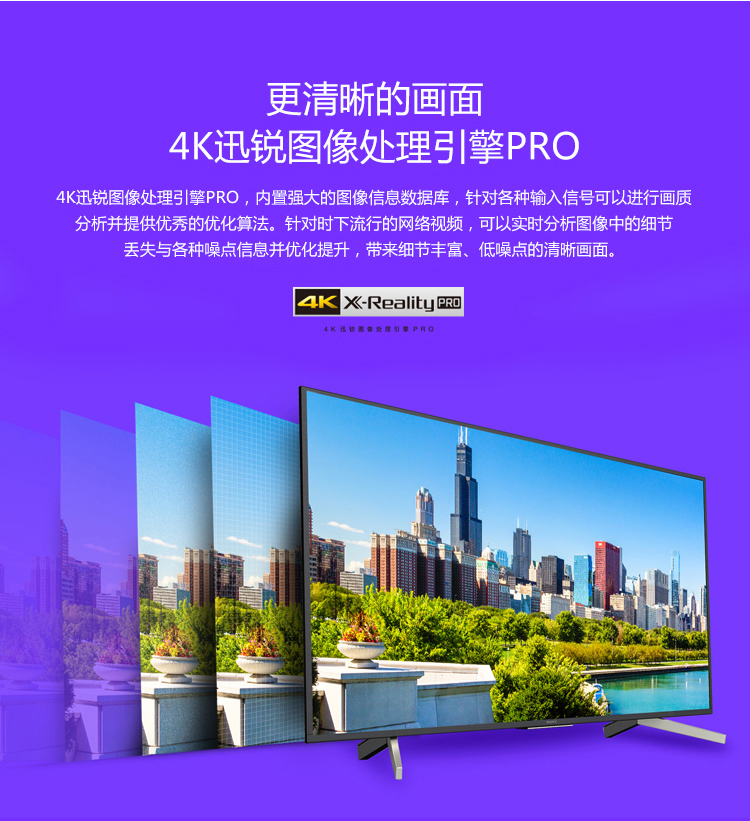 更清晰的画面
4K迅锐图像处理引擎PRO
4K迅锐图像处理引擎PRO，内置强大的图像信息数据库，针对各种输入信号可以进行画质
分析并提供优秀的优化算法。针对时下流行的网络视频，可以实时分析图像中的细节
丢失与各种噪点信息并优化提升，带来细节丰富、低噪点的清晰画面。
4K X-Reality PRO
4K迅锐图像处理引擎PRO